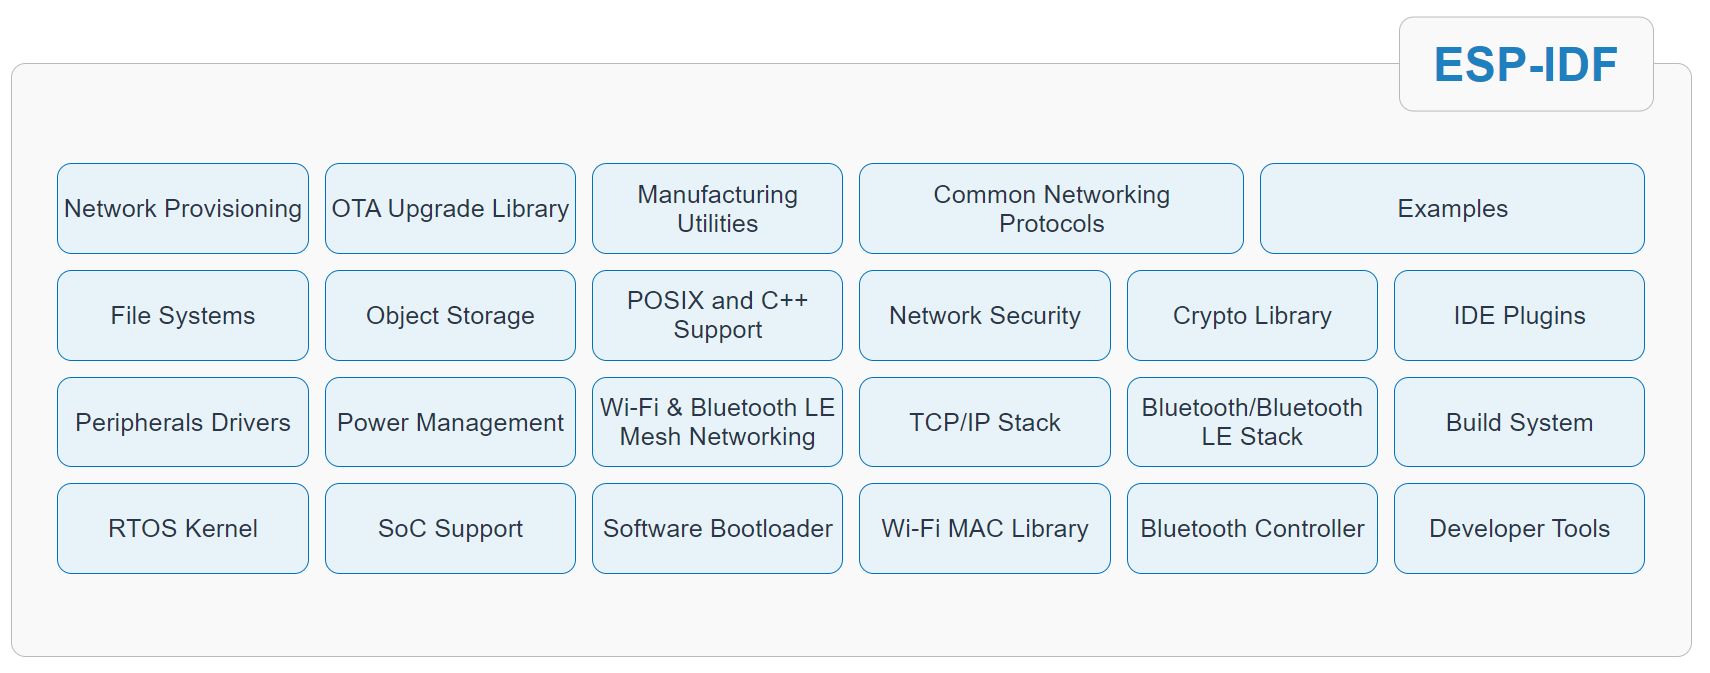 ESP-IDF
Network Provisioning
OTA Upgrade Library
Manufacturing
Utilities
Common Networking
Protocols
Examples
File Systems
Object Storage
POSIX and C++
Support
Network Security
Crypto Library
IDE Plugins
Peripherals Drivers
Power Management
Wi-Fi & Bluetooth LE
Mesh Networking
TCP/IP Stack
Bluetooth/Bluetooth
LE Stack
Build System
RTOS Kernel
SoC Support
Software Bootloader
Wi-Fi MAC Library
Bluetooth Controller
Developer Tools